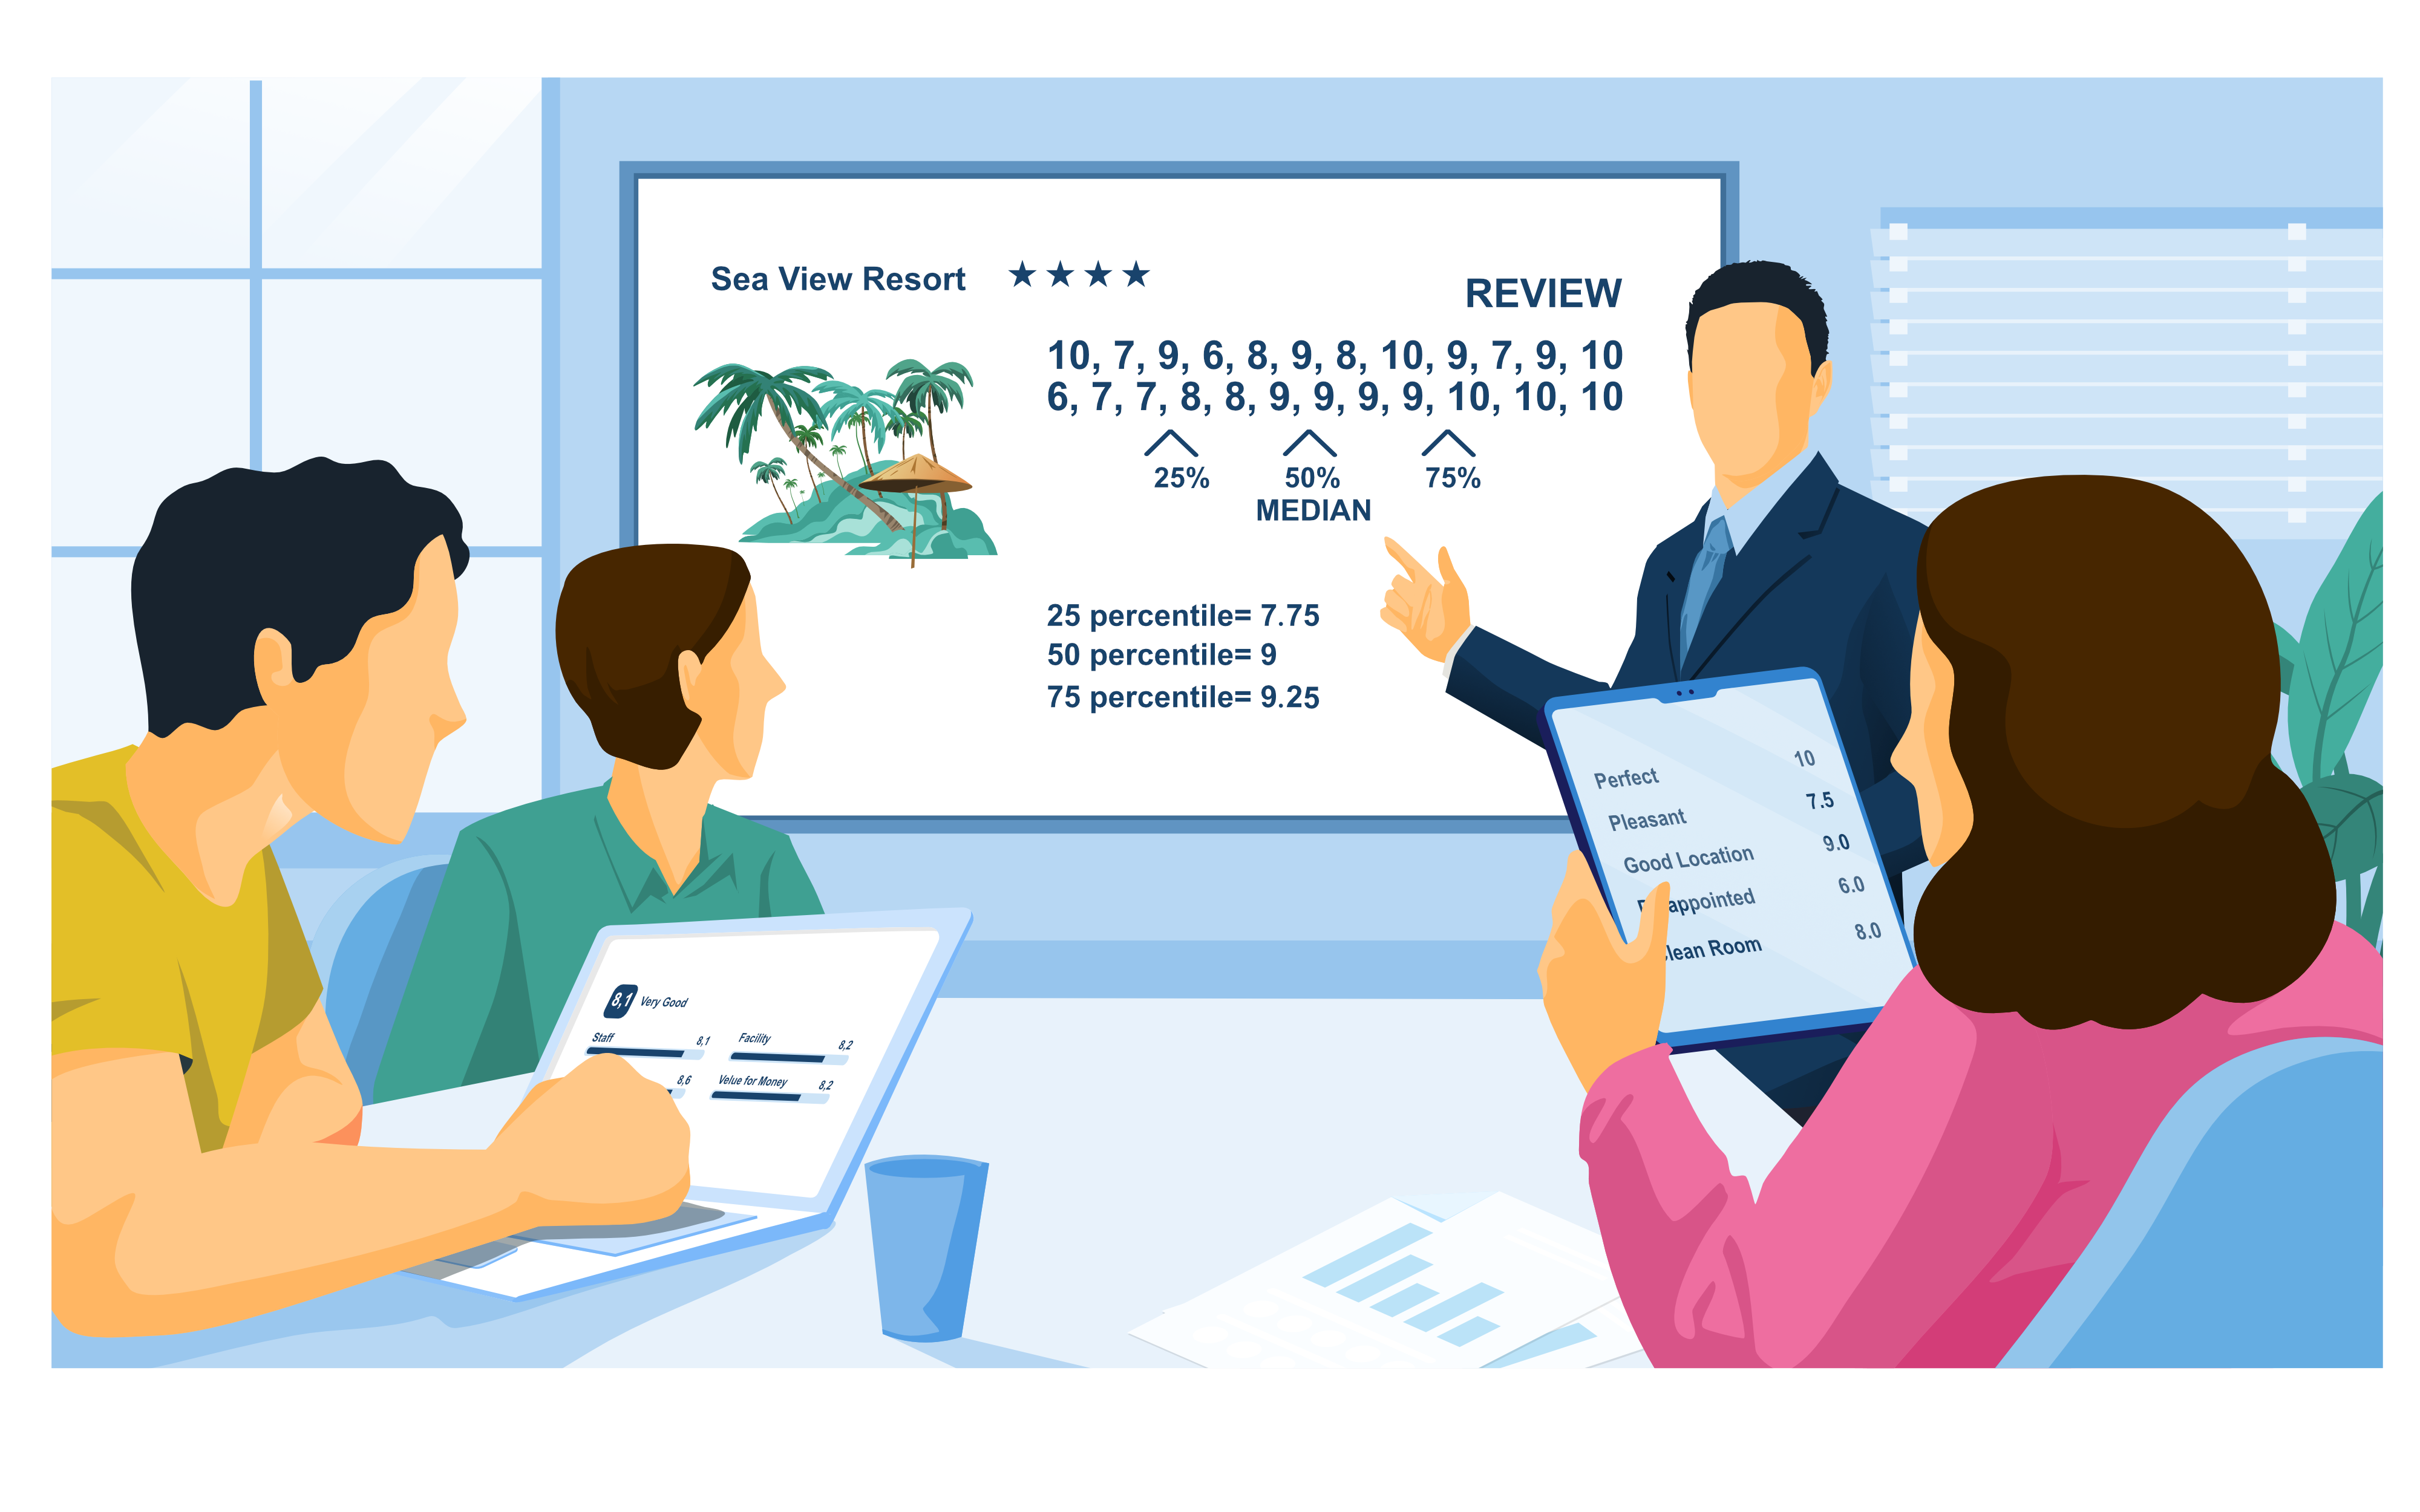 Sea View Resort ★★★★
REVIEW
10, 7, 9, 6, 8, 9, 8, 10, 9, 7, 9, 10
6, 7, 7, 8, 8, 9, 9, 9, 9, 10, 10, 10
25% 50% 75%
MEDIAN
25 percentile= 7.75
50 percentile= 9
75 percentile= 9.25
Perfect 10
Pleasant 7.5
Good Location 9.0
appointed 6.0
lean Room 8.0
8,1 Very Good
Staff 8,1 Facility 8,2
8,6 Velue for Money 8,2